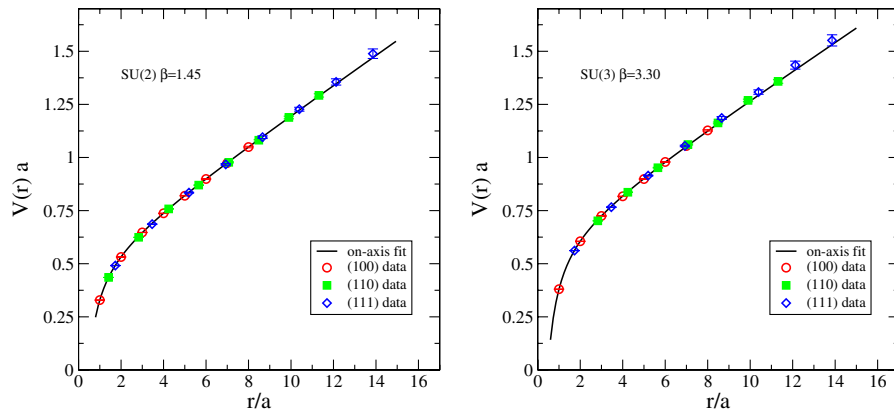 SU(2) β=1.45
V(r) a
1.5
1.25
1
0.75
0.5
0.25
0
on-axis fit
(100) data
(110) data
(111) data
0 2 4 6 8 10 12 14 16
r/a
SU(3) β=3.30
V(r) a
1.5
1.25
1
0.75
0.5
0.25
0
on-axis fit
(100) data
(110) data
(111) data
0 2 4 6 8 10 12 14 16
r/a